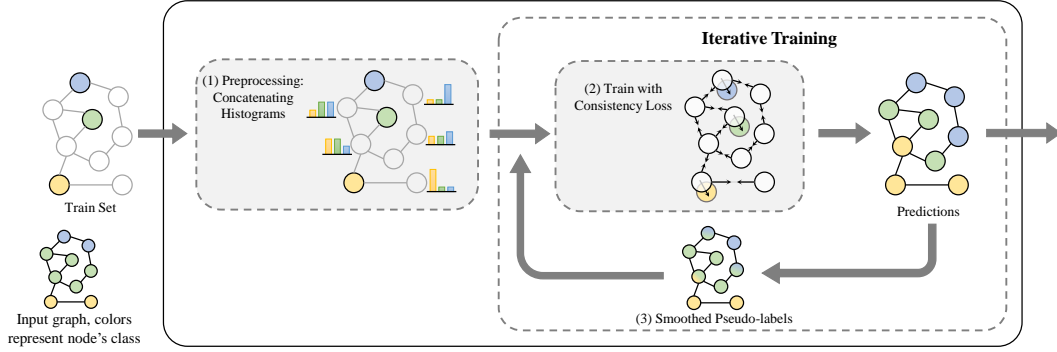 Iterative Training
(1) Preprocessing:
Concatenating
Histograms
(2) Train with
Consistency Loss
Train Set
Predictions
(3) Smoothed Pseudo-labels
Input graph, colors
represent node's class